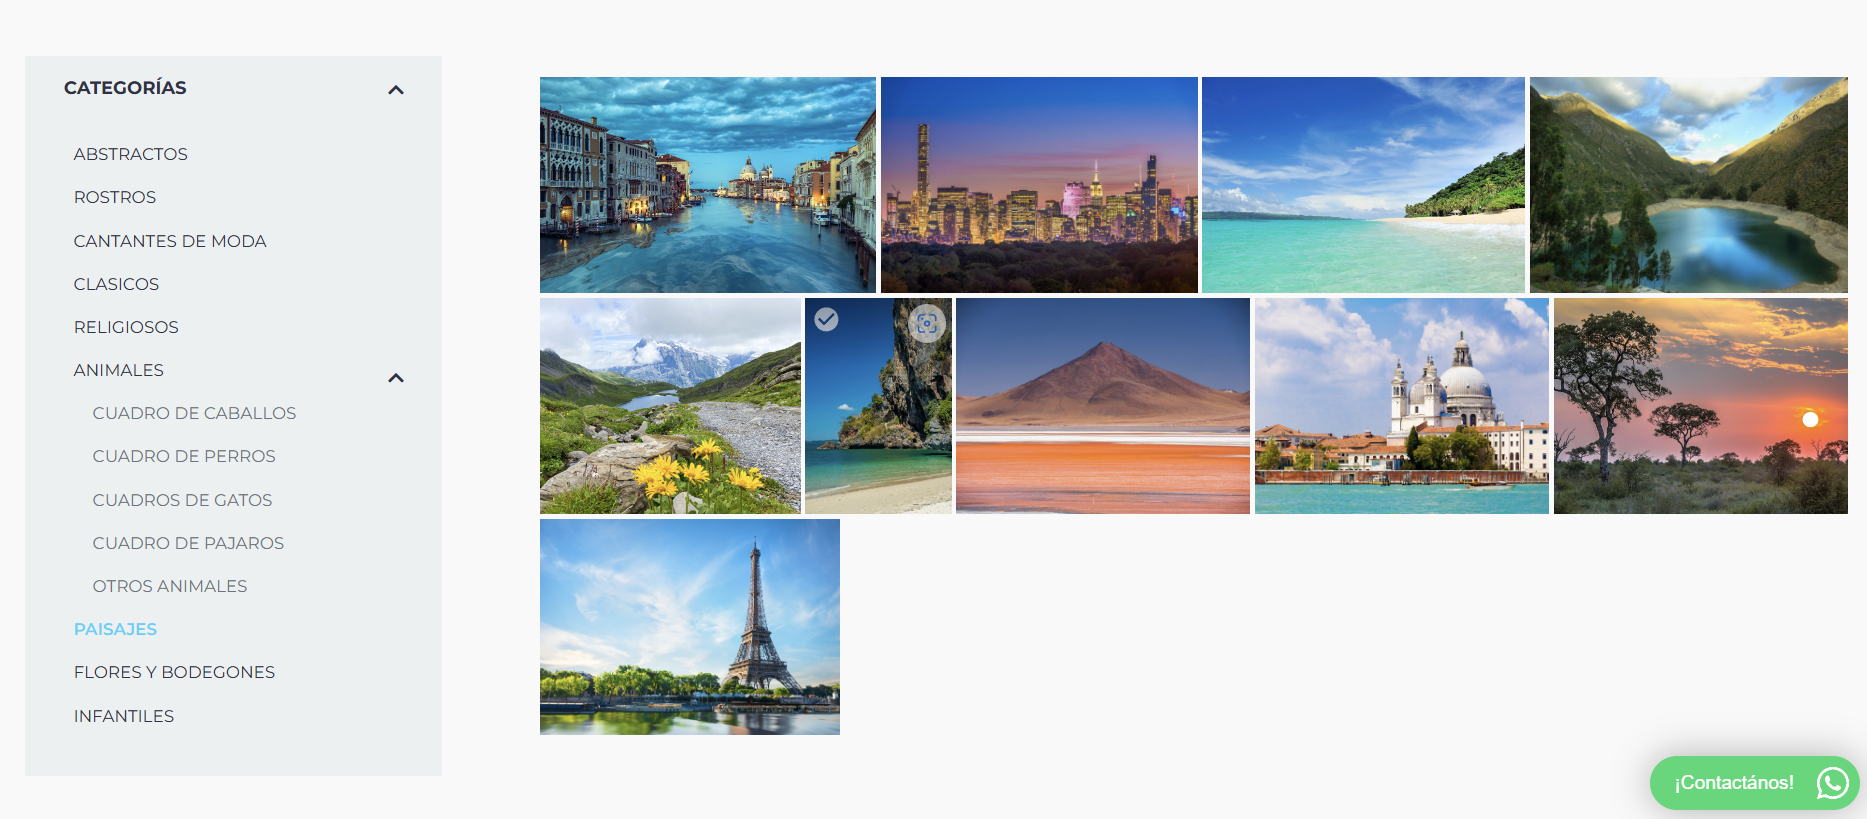 CATEGORÍAS
ABSTRACTOS
ROSTROS
CANTANTES DE MODA
CLASICOS
RELIGIOSOS
ANIMALES
CUADRO DE CABALLOS
CUADRO DE PERROS
CUADROS DE GATOS
CUADRO DE PAJAROS
OTROS ANIMALES
PAISAJES
FLORES Y BODEGONES
INFANTILES
¡Contactános!